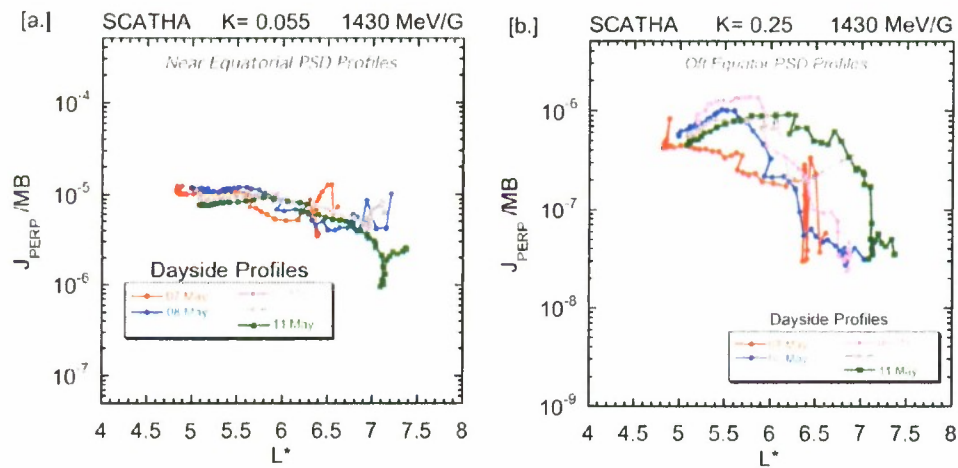 [a.] SCATHA K= 0.055 1430 MeV/G
Near Equatorial PSD Profiles
10-4
10-5
10-6
10-7
J PERP /MB
Dayside Profiles
07 May
08 May
11 May
4 4.5 5 5.5 6 6.5 7 7.5 8
L*
[b.] SCATHA K= 0.25 1430 MeV/G
Off Equator PSD Profiles
10-6
10-7
10-8
10-9
J PERP /MB
Dayside Profiles
11 May
4 4.5 5 5.5 6 6.5 7 7.5 8
L*